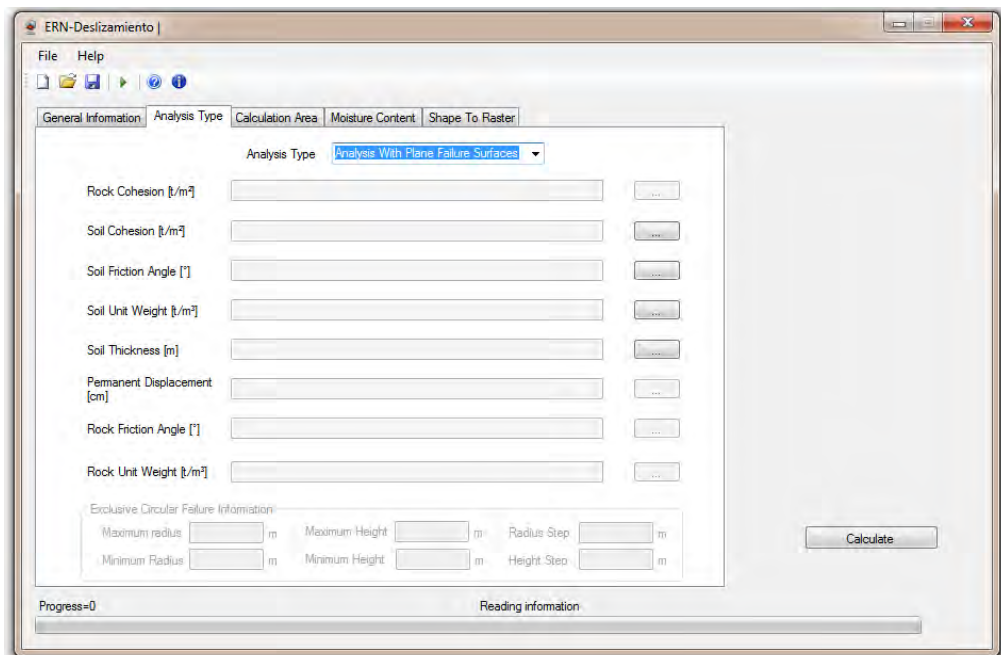 ERN-Deslizamiento |
File Help
General Information Analysis Type Calculation Area Moisture Content Shape To Raster
Analysis Type Analysis With Plane Failure Surfaces
Rock Cohesion [t/m²] ...
Soil Cohesion [t/m²] ...
Soil Friction Angle [°] ...
Soil Unit Weight [t/m³] ...
Soil Thickness [m] ...
Permanent Displacement
[cm] ...
Rock Friction Angle [°] ...
Rock Unit Weight [t/m³] ...
Exclusive Circular Failure Information
Maximum radius m Maximum Height m Radius Step m
Minimum Radius m Minimum Height m Height Step m
Calculate
Progress=0 Reading information